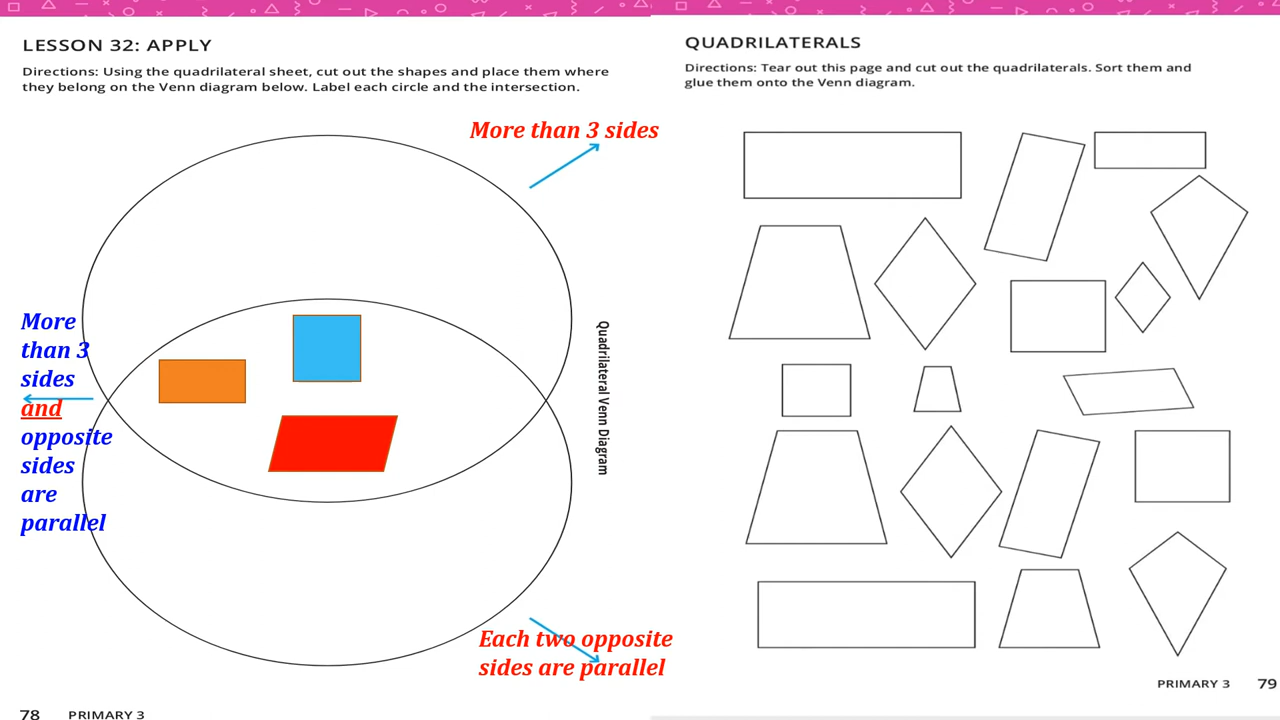 LESSON 32: APPLY
Directions: Using the quadrilateral sheet, cut out the shapes and place them where
they belong on the Venn diagram below. Label each circle and the intersection.
More than 3 sides
More
than 3
sides
and
opposite
sides
are
parallel
Quadrilateral Venn Diagram
Each two opposite
sides are parallel
78 PRIMARY 3
QUADRILATERALS
Directions: Tear out this page and cut out the quadrilaterals. Sort them and
glue them onto the Venn diagram.
PRIMARY 3 79